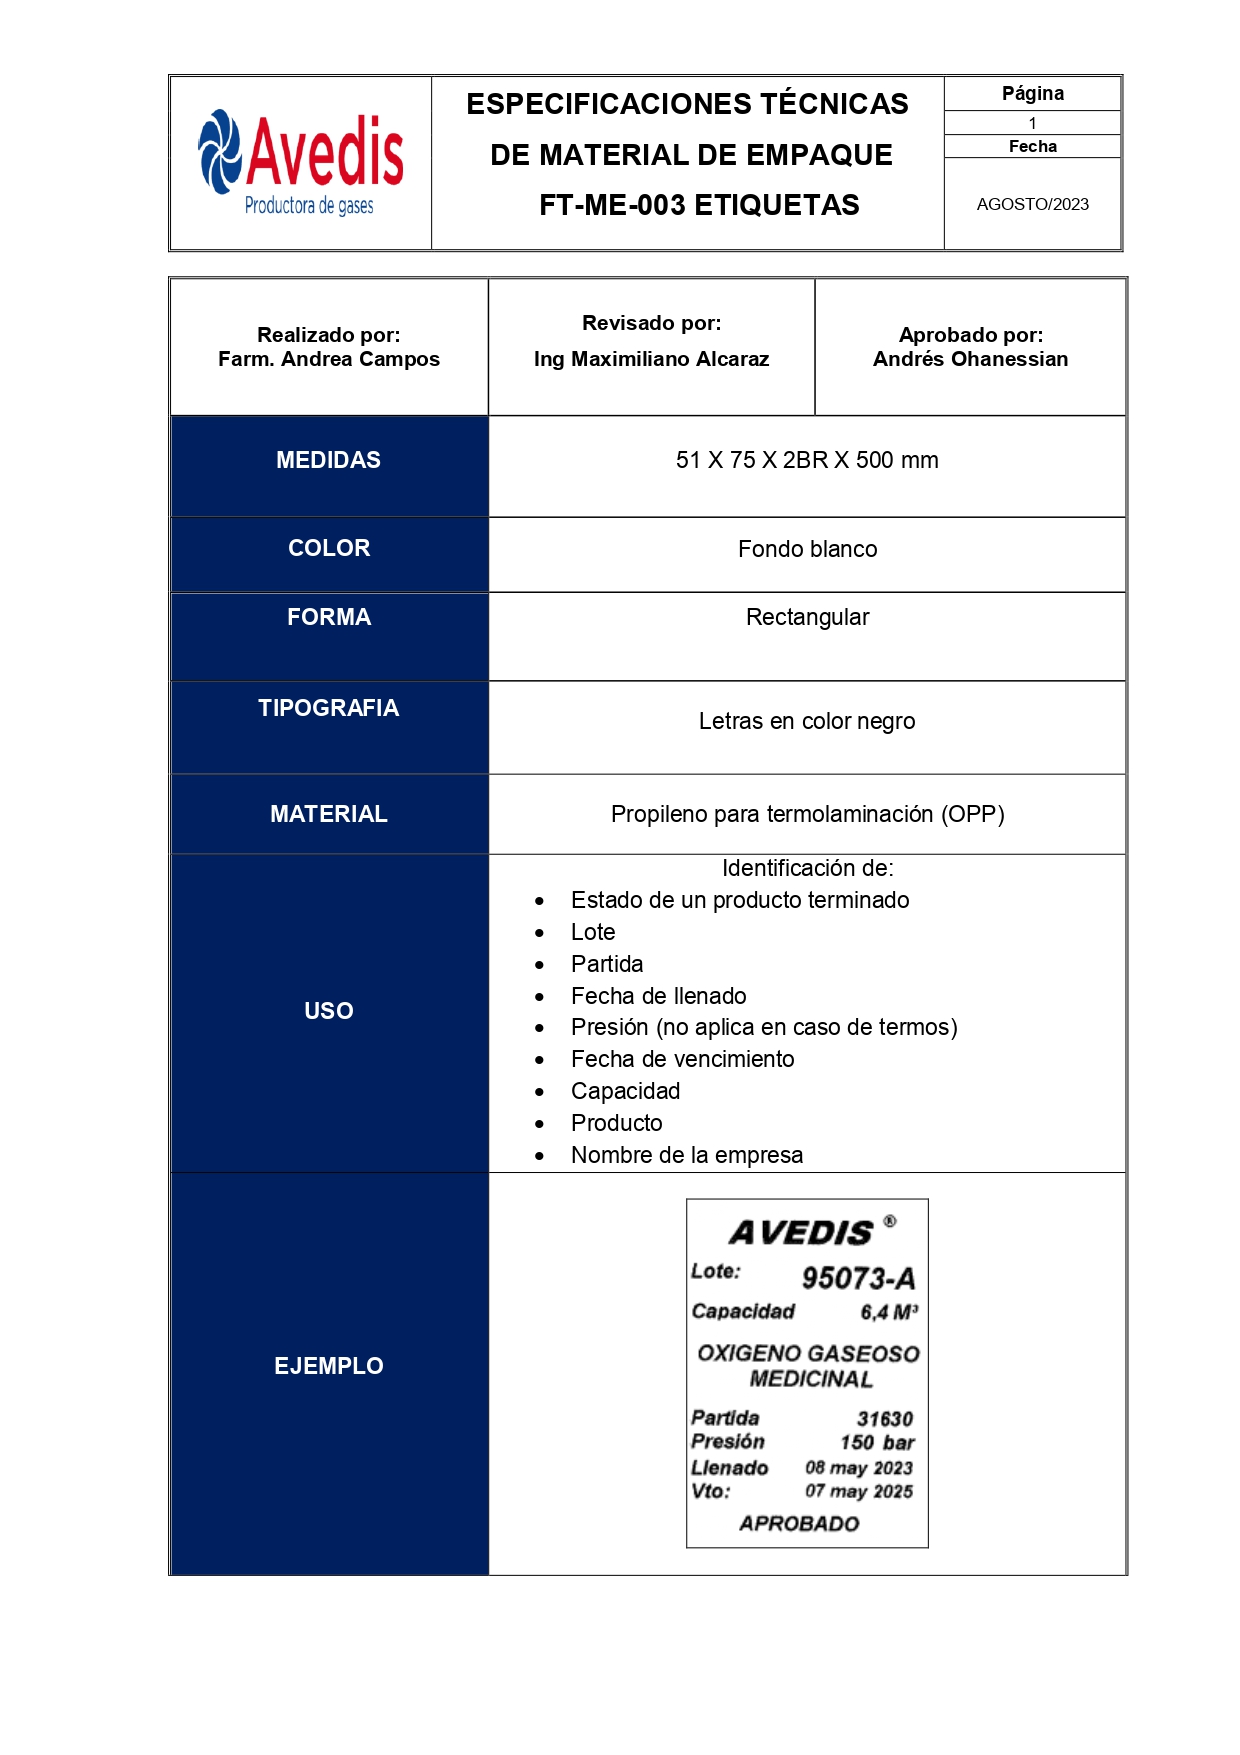 Avedis
Productora de gases
ESPECIFICACIONES TÉCNICAS
DE MATERIAL DE EMPAQUE
FT-ME-003 ETIQUETAS
Página
1
Fecha
AGOSTO/2023
Realizado por:
Farm. Andrea Campos
Revisado por:
Ing Maximiliano Alcaraz
Aprobado por:
Andrés Ohanessian
MEDIDAS
51 X 75 X 2BR X 500 mm
COLOR
Fondo blanco
FORMA
Rectangular
TIPOGRAFIA
Letras en color negro
MATERIAL
Propileno para termolaminación (OPP)
USO
Identificación de:
• Estado de un producto terminado
• Lote
• Partida
• Fecha de llenado
• Presión (no aplica en caso de termos)
• Fecha de vencimiento
• Capacidad
• Producto
• Nombre de la empresa
EJEMPLO
AVEDIS ®
Lote: 95073-A
Capacidad 6,4 M³
OXIGENO GASEOSO
MEDICINAL
Partida 31630
Presión 150 bar
Llenado 08 may 2023
Vto: 07 may 2025
APROBADO